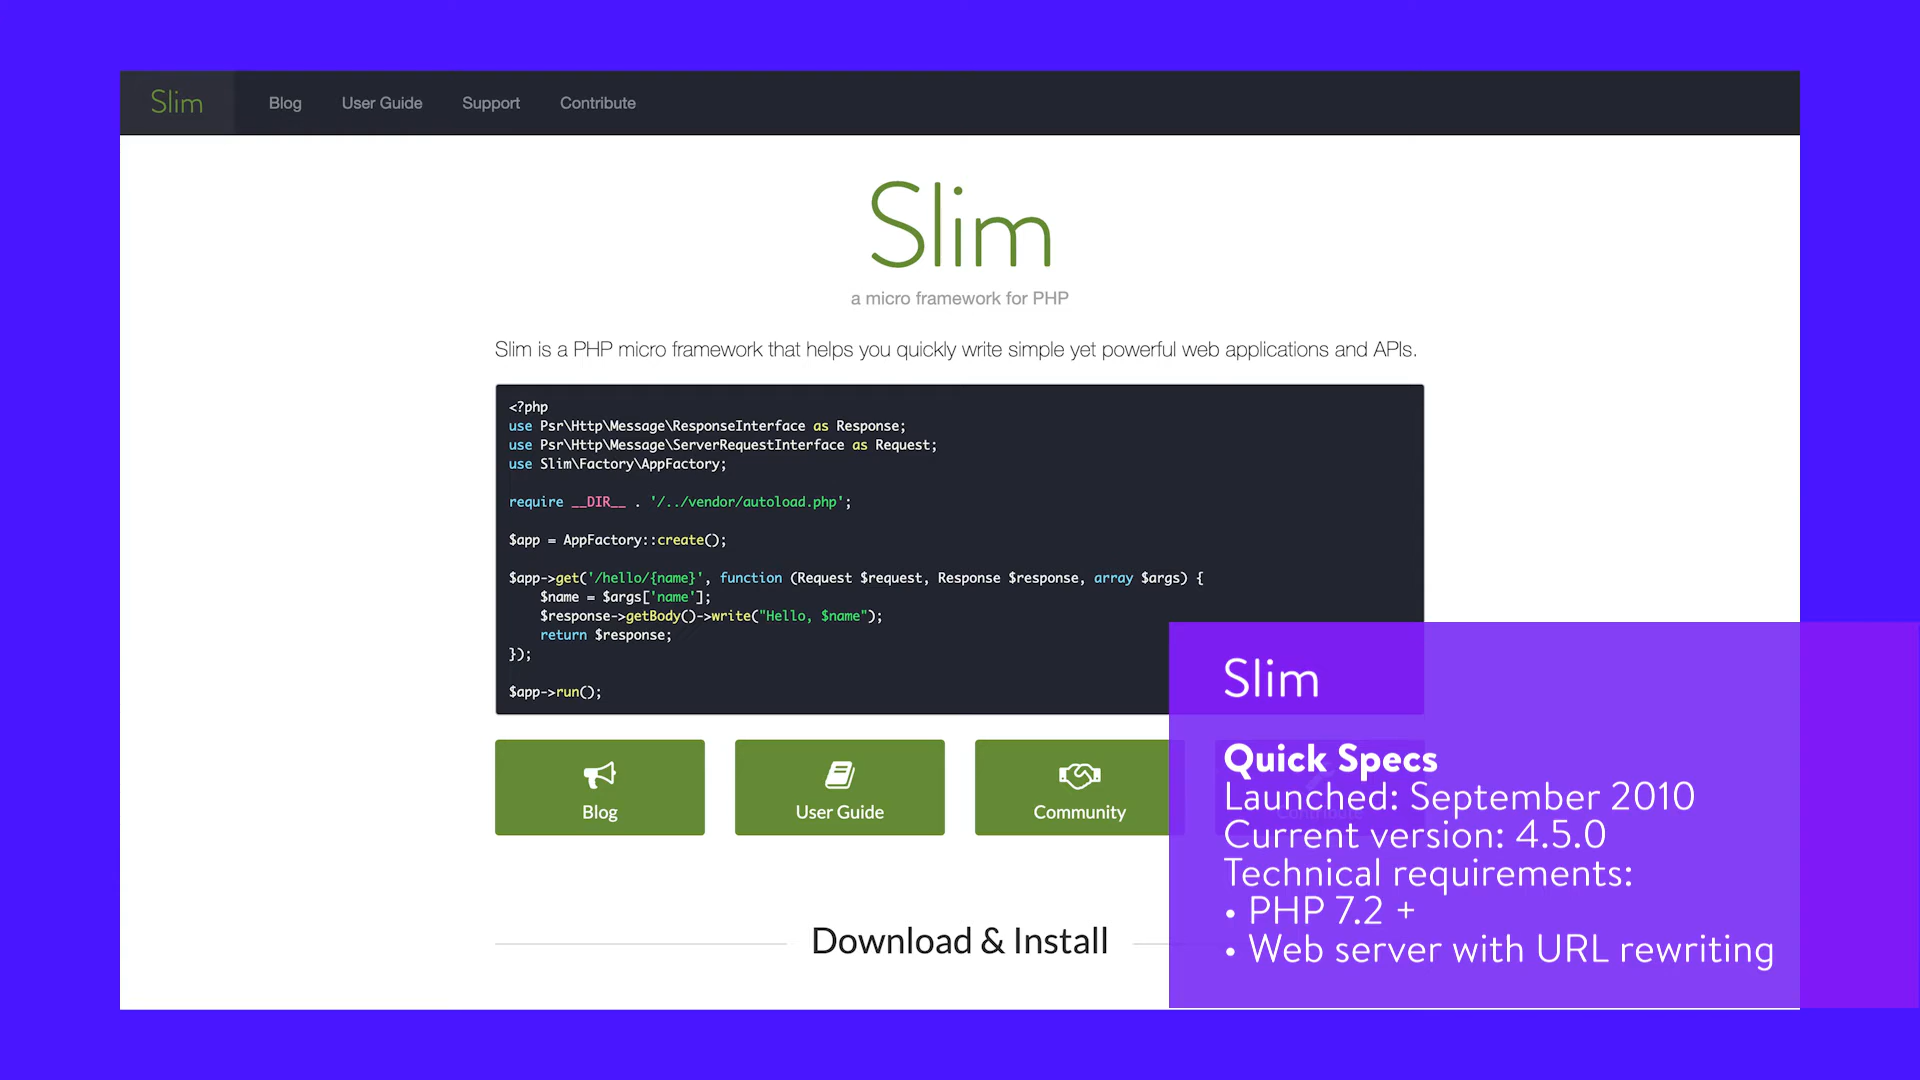 Slim Blog User Guide Support Contribute
Slim
a micro framework for PHP
Slim is a PHP micro framework that helps you quickly write simple yet powerful web applications and APIs.
<?php
use Psr\Http\Message\ResponseInterface as Response;
use Psr\Http\Message\ServerRequestInterface as Request;
use Slim\Factory\AppFactory;
require __DIR__ . '/../vendor/autoload.php';
$app = AppFactory::create();
$app->get('/hello/{name}', function (Request $request, Response $response, array $args) {
    $name = $args['name'];
    $response->getBody()->write("Hello, $name");
    return $response;
});
$app->run();
Blog
User Guide
Community
Contribute
Download & Install
Slim
Quick Specs
Launched: September 2010
Current version: 4.5.0
Technical requirements:
• PHP 7.2 +
• Web server with URL rewriting